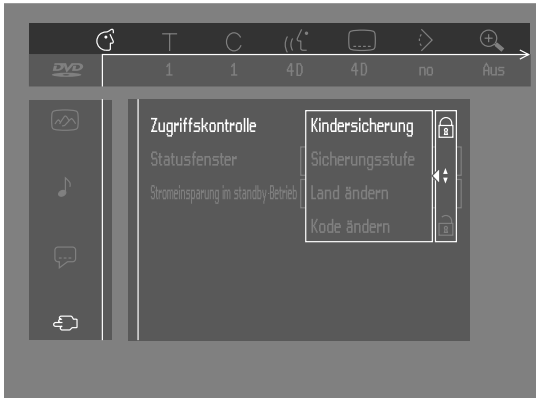 T C
DVD 1 1 4D 4D no Aus
Zugriffskontrolle Kindersicherung
Statusfenster Sicherungsstufe
Stromeinsparung im standby-Betrieb Land ändern
Kode ändern